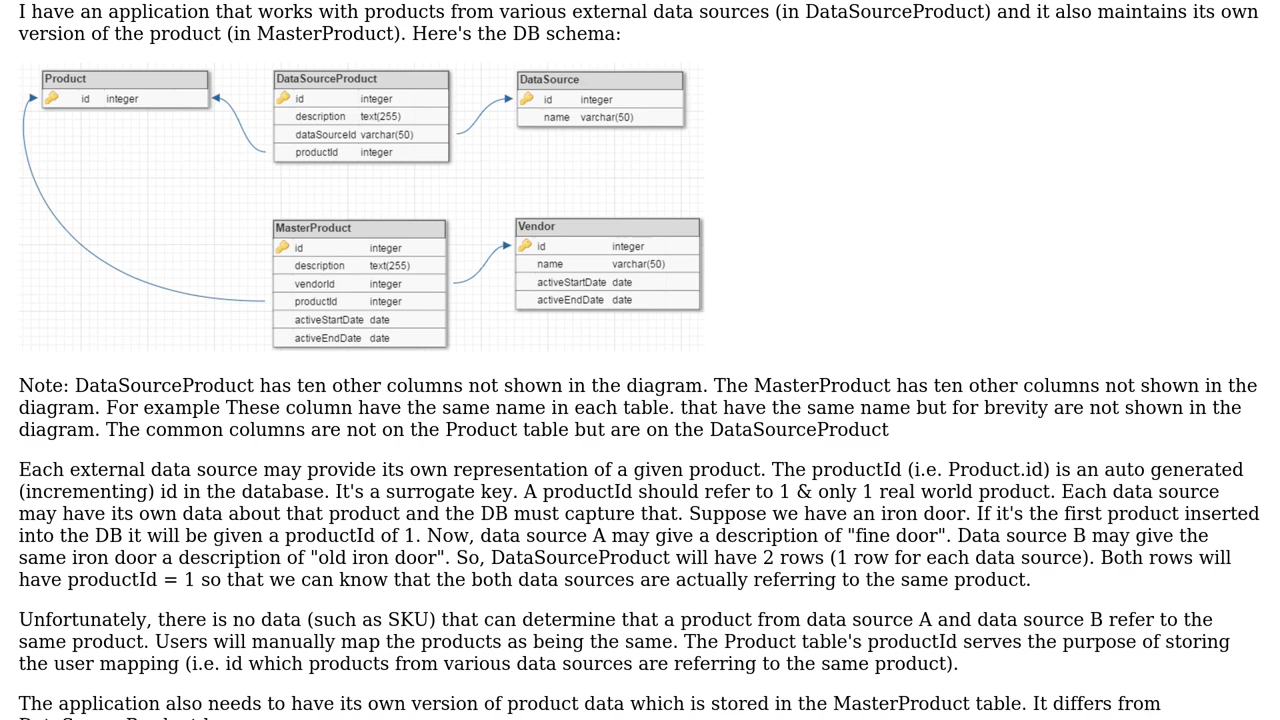 I have an application that works with products from various external data sources (in DataSourceProduct) and it also maintains its own
version of the product (in MasterProduct). Here's the DB schema:
Product
id integer
DataSourceProduct
id integer
description text(255)
dataSourceId varchar(50)
productId integer
DataSource
id integer
name varchar(50)
MasterProduct
id integer
description text(255)
vendorId integer
productId integer
activeStartDate date
activeEndDate date
Vendor
id integer
name varchar(50)
activeStartDate date
activeEndDate date
Note: DataSourceProduct has ten other columns not shown in the diagram. The MasterProduct has ten other columns not shown in the
diagram. For example These column have the same name in each table. that have the same name but for brevity are not shown in the
diagram. The common columns are not on the Product table but are on the DataSourceProduct
Each external data source may provide its own representation of a given product. The productId (i.e. Product.id) is an auto generated
(incrementing) id in the database. It's a surrogate key. A productId should refer to 1 & only 1 real world product. Each data source
may have its own data about that product and the DB must capture that. Suppose we have an iron door. If it's the first product inserted
into the DB it will be given a productId of 1. Now, data source A may give a description of "fine door". Data source B may give the
same iron door a description of "old iron door". So, DataSourceProduct will have 2 rows (1 row for each data source). Both rows will
have productId = 1 so that we can know that the both data sources are actually referring to the same product.
Unfortunately, there is no data (such as SKU) that can determine that a product from data source A and data source B refer to the
same product. Users will manually map the products as being the same. The Product table's productId serves the purpose of storing
the user mapping (i.e. id which products from various data sources are referring to the same product).
The application also needs to have its own version of product data which is stored in the MasterProduct table. It differs from